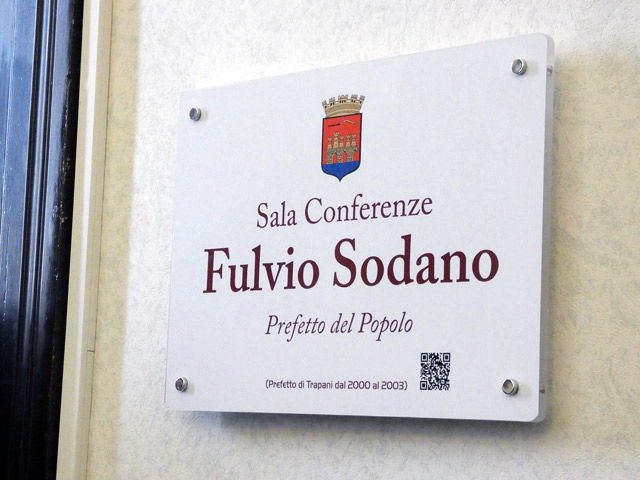 Sala Conferenze
Fulvio Sodano
Prefetto del Popolo
(Prefetto di Trapani dal 2000 al 2003)